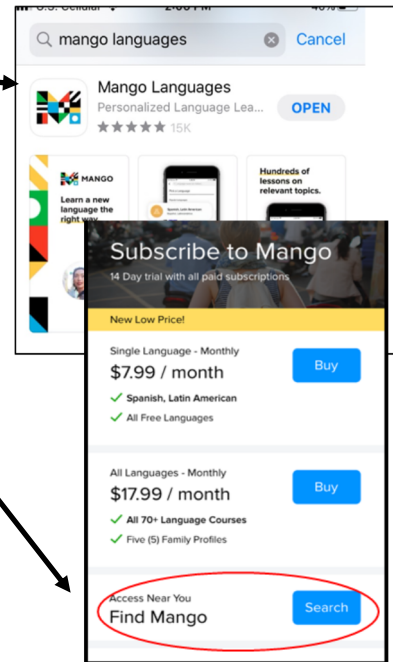 U.S. Cellular
mango languages
Cancel
Mango Languages
Personalized Language Lea...
OPEN
15K
MANGO
Learn a new
language the
right way
Hundreds of
lessons on
relevant topics.
Subscribe to Mango
14 Day trial with all paid subscriptions
New Low Price!
Single Language - Monthly
$7.99 / month
Buy
Spanish, Latin American
All Free Languages
All Languages - Monthly
$17.99 / month
Buy
All 70+ Language Courses
Five (5) Family Profiles
Access Near You
Find Mango
Search